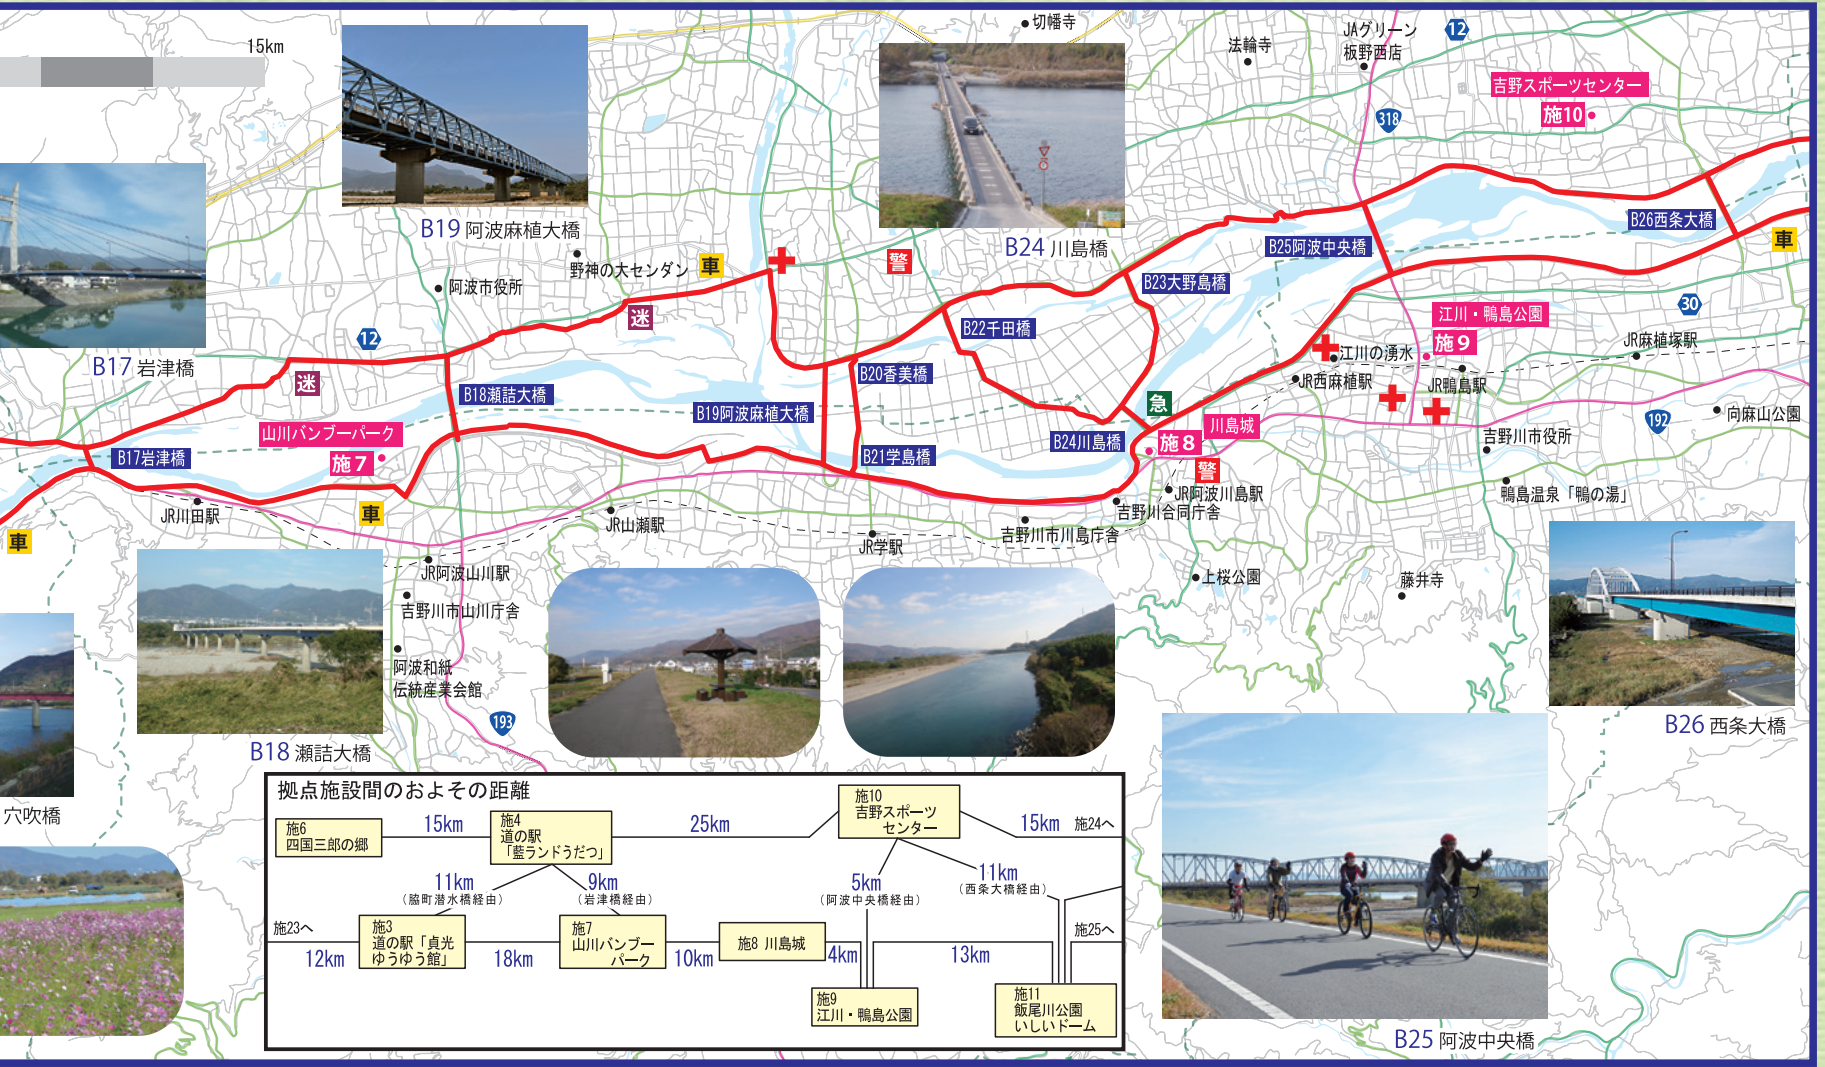 15km
切幡寺
法輪寺
JAグリーン
板野西店
12
318
吉野スポーツセンター
施10
B19 阿波麻植大橋
B24 川島橋
B17 岩津橋
野神の大センダン
車
警
阿波市役所
迷
12
迷
B25阿波中央橋
B26西条大橋
車
B23大野島橋
B22千田橋
江川・鴨島公園
施9
30
JR麻植塚駅
江川の湧水
JR西麻植駅
JR鴨島駅
B20香美橋
B18瀬詰大橋
B19阿波麻植大橋
急
川島城
施8
警
192
向麻山公園
吉野川市役所
山川バンブーパーク
施7
B17岩津橋
B24川島橋
B21学島橋
JR阿波川島駅
鴨島温泉「鴨の湯」
吉野川合同庁舎
吉野川市川島庁舎
JR川田駅
車
車
JR山瀬駅
JR学駅
JR阿波山川駅
上桜公園
藤井寺
吉野川市山川庁舎
阿波和紙
伝統産業会館
193
B18 瀬詰大橋
B26 西条大橋
穴吹橋
拠点施設間のおよその距離
施6
四国三郎の郷
15km
施4
道の駅
「藍ランドうだつ」
25km
施10
吉野スポーツ
センター
15km
施24へ
11km
(脇町潜水橋経由)
9km
(岩津橋経由)
5km
(阿波中央橋経由)
11km
(西条大橋経由)
施23へ
12km
施3
道の駅「貞光
ゆうゆう館」
18km
施7
山川バンブー
パーク
10km
施8 川島城
4km
13km
施25へ
施9
江川・鴨島公園
施11
飯尾川公園
いしいドーム
B25 阿波中央橋